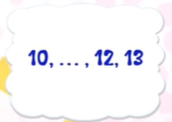 10, ... , 12, 13